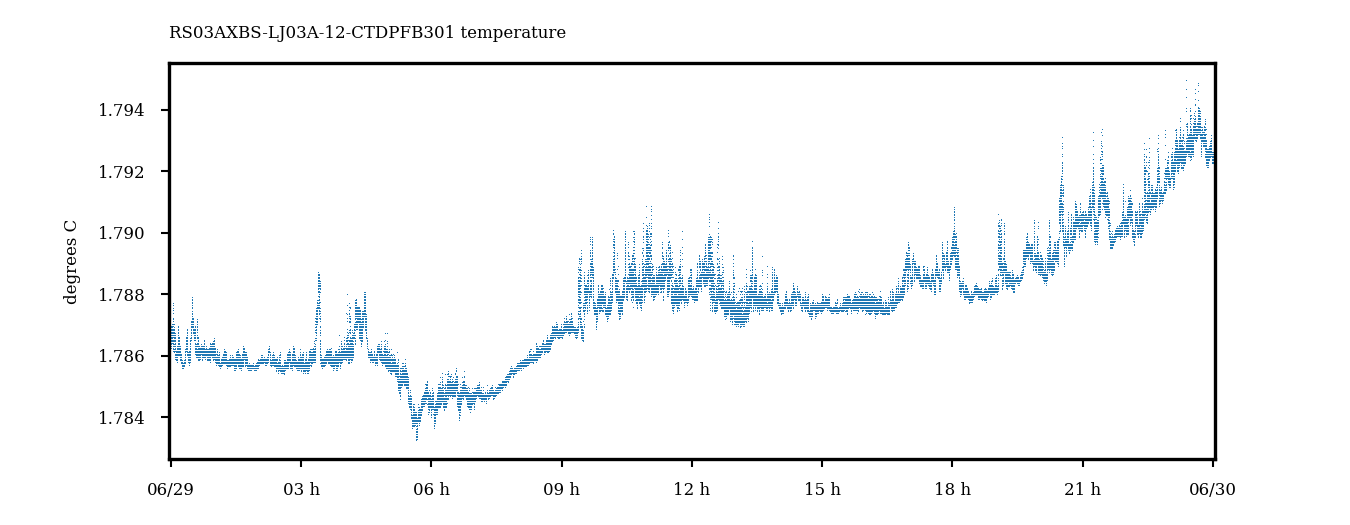 RS03AXBS-LJ03A-12-CTDPFB301 temperature
degrees C
1.794
1.792
1.790
1.788
1.786
1.784
06/29
03 h
06 h
09 h
12 h
15 h
18 h
21 h
06/30